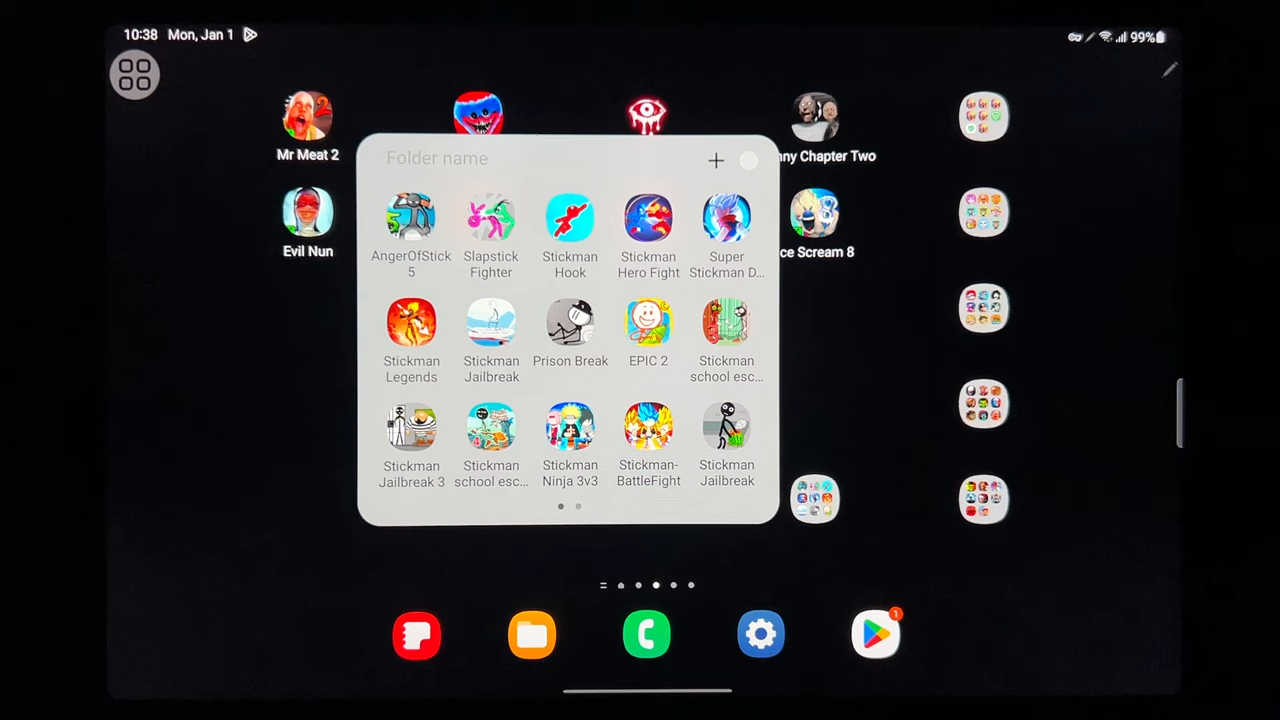 10:38 Mon, Jan 1
99%
Mr Meat 2
ny Chapter Two
Evil Nun
ce Scream 8
Folder name
AngerOfStick
5
Slapstick
Fighter
Stickman
Hook
Stickman
Hero Fight
Super
Stickman D...
Stickman
Legends
Stickman
Jailbreak
Prison Break
EPIC 2
Stickman
school esc...
Stickman
Jailbreak 3
Stickman
school esc...
Stickman
Ninja 3v3
Stickman-
BattleFight
Stickman
Jailbreak
1